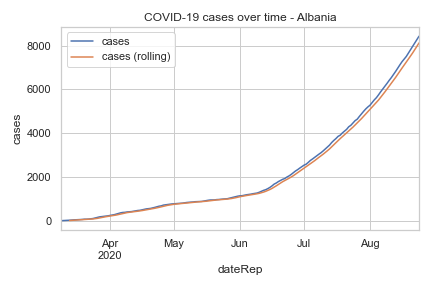 COVID-19 cases over time - Albania
cases
cases (rolling)
8000
6000
4000
2000
0
cases
Apr
2020
May
Jun
Jul
Aug
dateRep